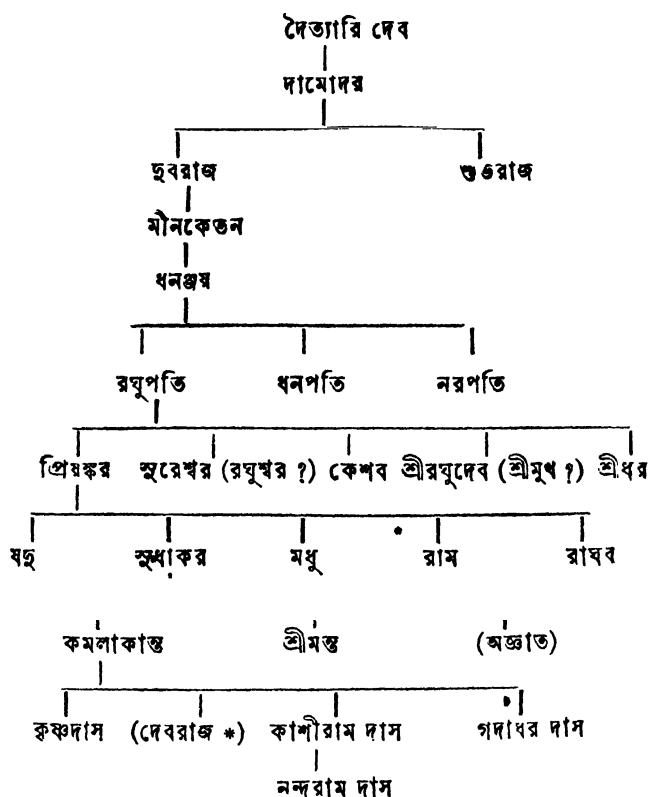 দৈত্যারি দেব
দামোদর
দুবরাজ শুভরাজ
মীনকেতন
ধনঞ্জয়
রঘুপতি ধনপতি নরপতি
প্রিয়ঙ্কর সুরেশ্বর (রঘুশ্বর ?) কেশব শ্রীরঘুদেব (শ্রীমুখ ?) শ্রীধর
যদু সুধাকর মধু রাম রাঘব
কমলাকান্ত শ্রীমন্ত (অজ্ঞাত)
কৃষ্ণদাস (দেবরাজ *) কাশীরাম দাস গদাধর দাস
নন্দরাম দাস